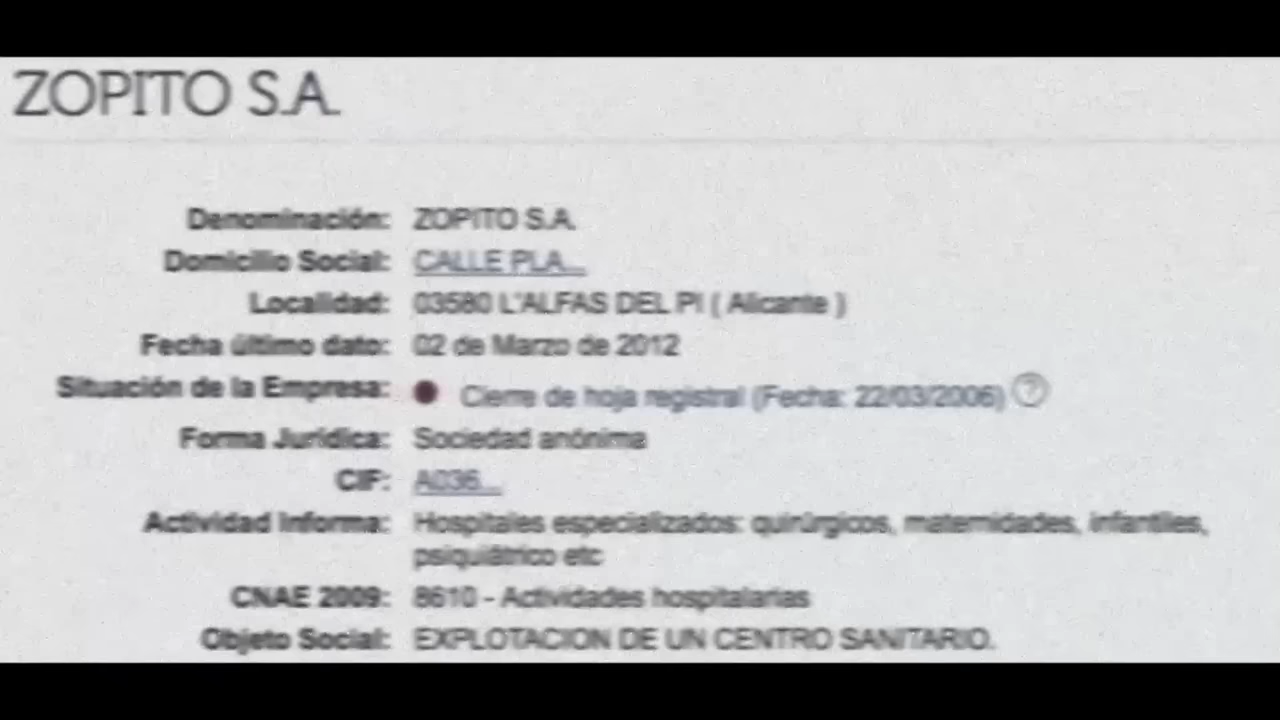 ZOPITO S.A.
Denominación: ZOPITO S.A.
Domicilio Social: CALLE PLA...
Localidad: 03580 L'ALFAS DEL PI ( Alicante )
Fecha último dato: 02 de Marzo de 2012
Situación de la Empresa: Cierre de hoja registral (Fecha: 22/03/2006) ?
Forma Jurídica: Sociedad anónima
CIF: A036...
Actividad Informa: Hospitales especializados: quirúrgicos, maternidades, infantiles,
psiquiátrico etc
CNAE 2009: 8610 - Actividades hospitalarias
Objeto Social: EXPLOTACION DE UN CENTRO SANITARIO.